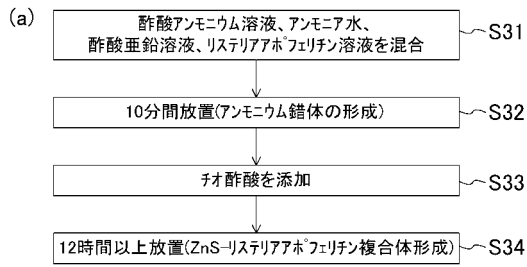 (a)
酢酸アンモニウム溶液、アンモニア水、
酢酸亜鉛溶液、リステリアアポフェリチン溶液を混合
S31
10分間放置(アンモニウム錯体の形成)
S32
チオ酢酸を添加
S33
12時間以上放置(ZnS-リステリアアポフェリチン複合体形成)
S34